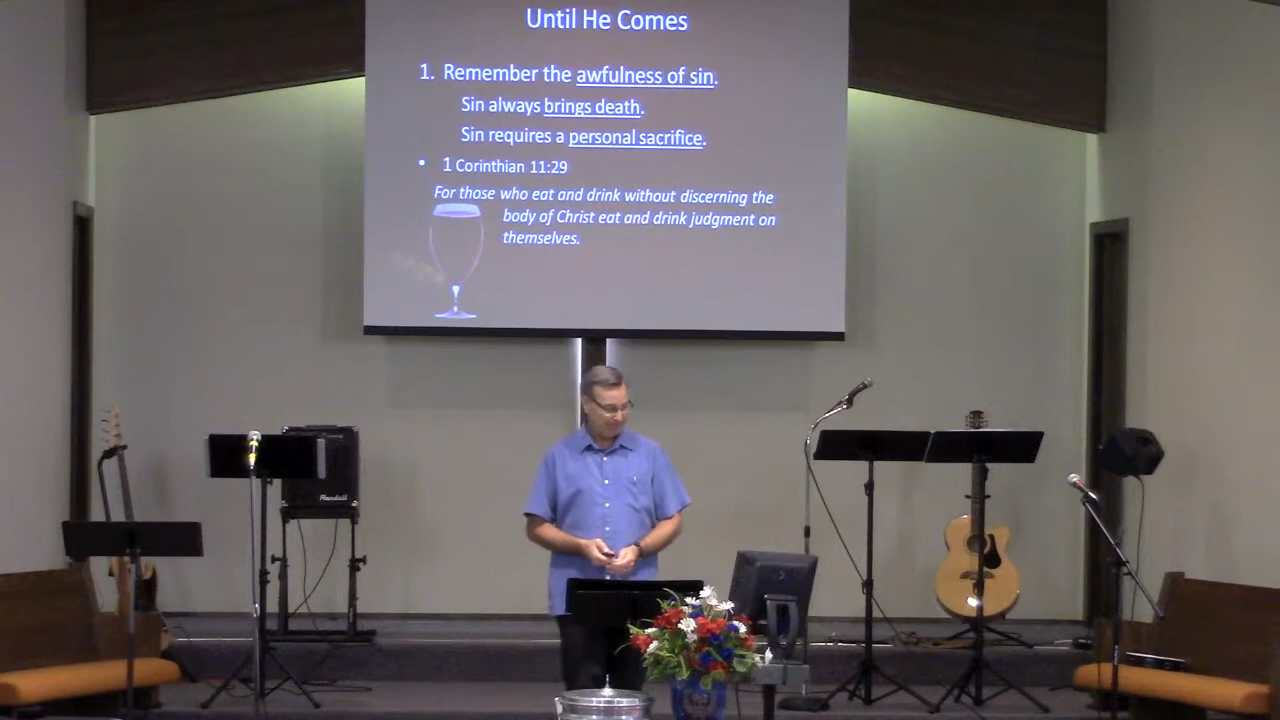 Until He Comes
1. Remember the awfulness of sin.
Sin always brings death.
Sin requires a personal sacrifice.
• 1 Corinthian 11:29
For those who eat and drink without discerning the
body of Christ eat and drink judgment on
themselves.
Randall